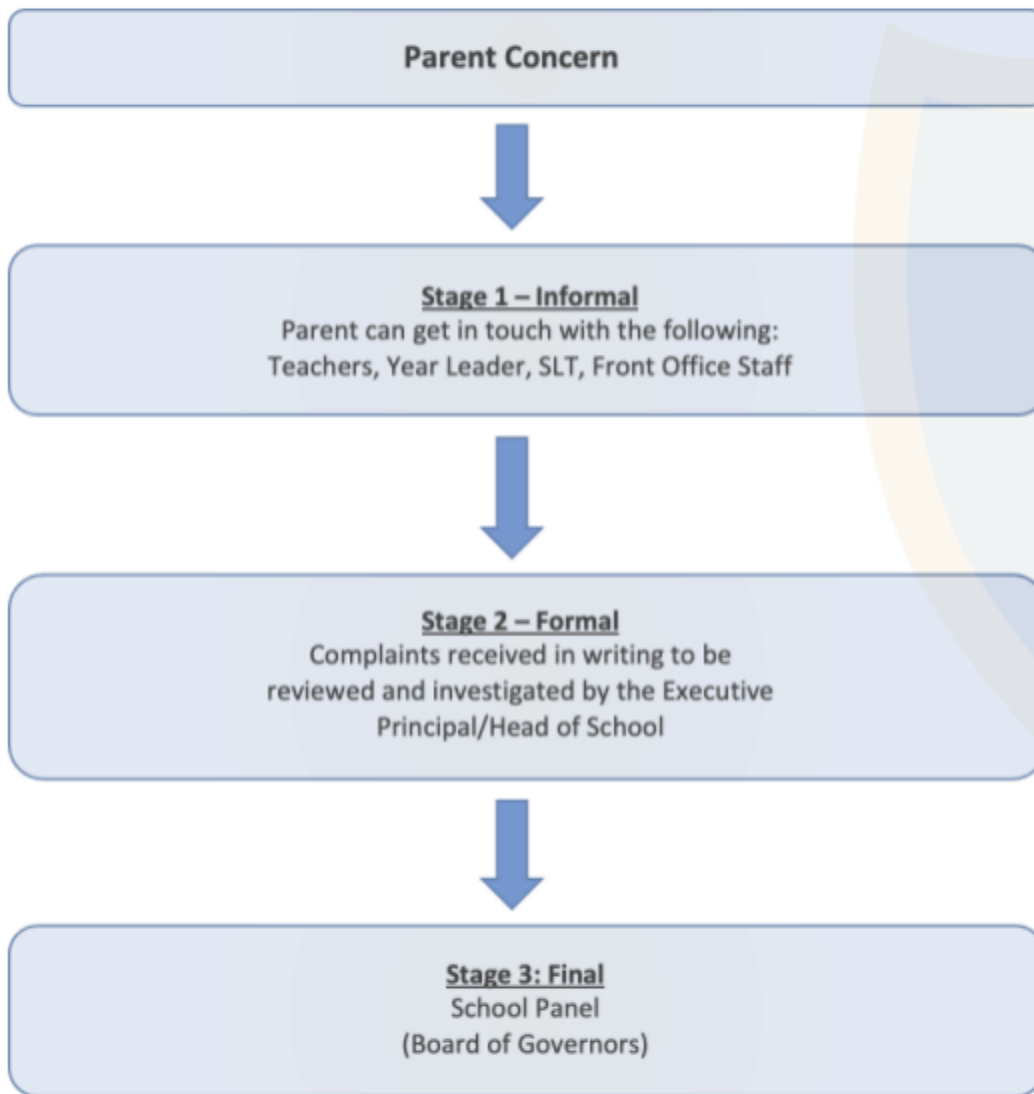 Parent Concern
Stage 1 – Informal
Parent can get in touch with the following:
Teachers, Year Leader, SLT, Front Office Staff
Stage 2 – Formal
Complaints received in writing to be
reviewed and investigated by the Executive
Principal/Head of School
Stage 3: Final
School Panel
(Board of Governors)